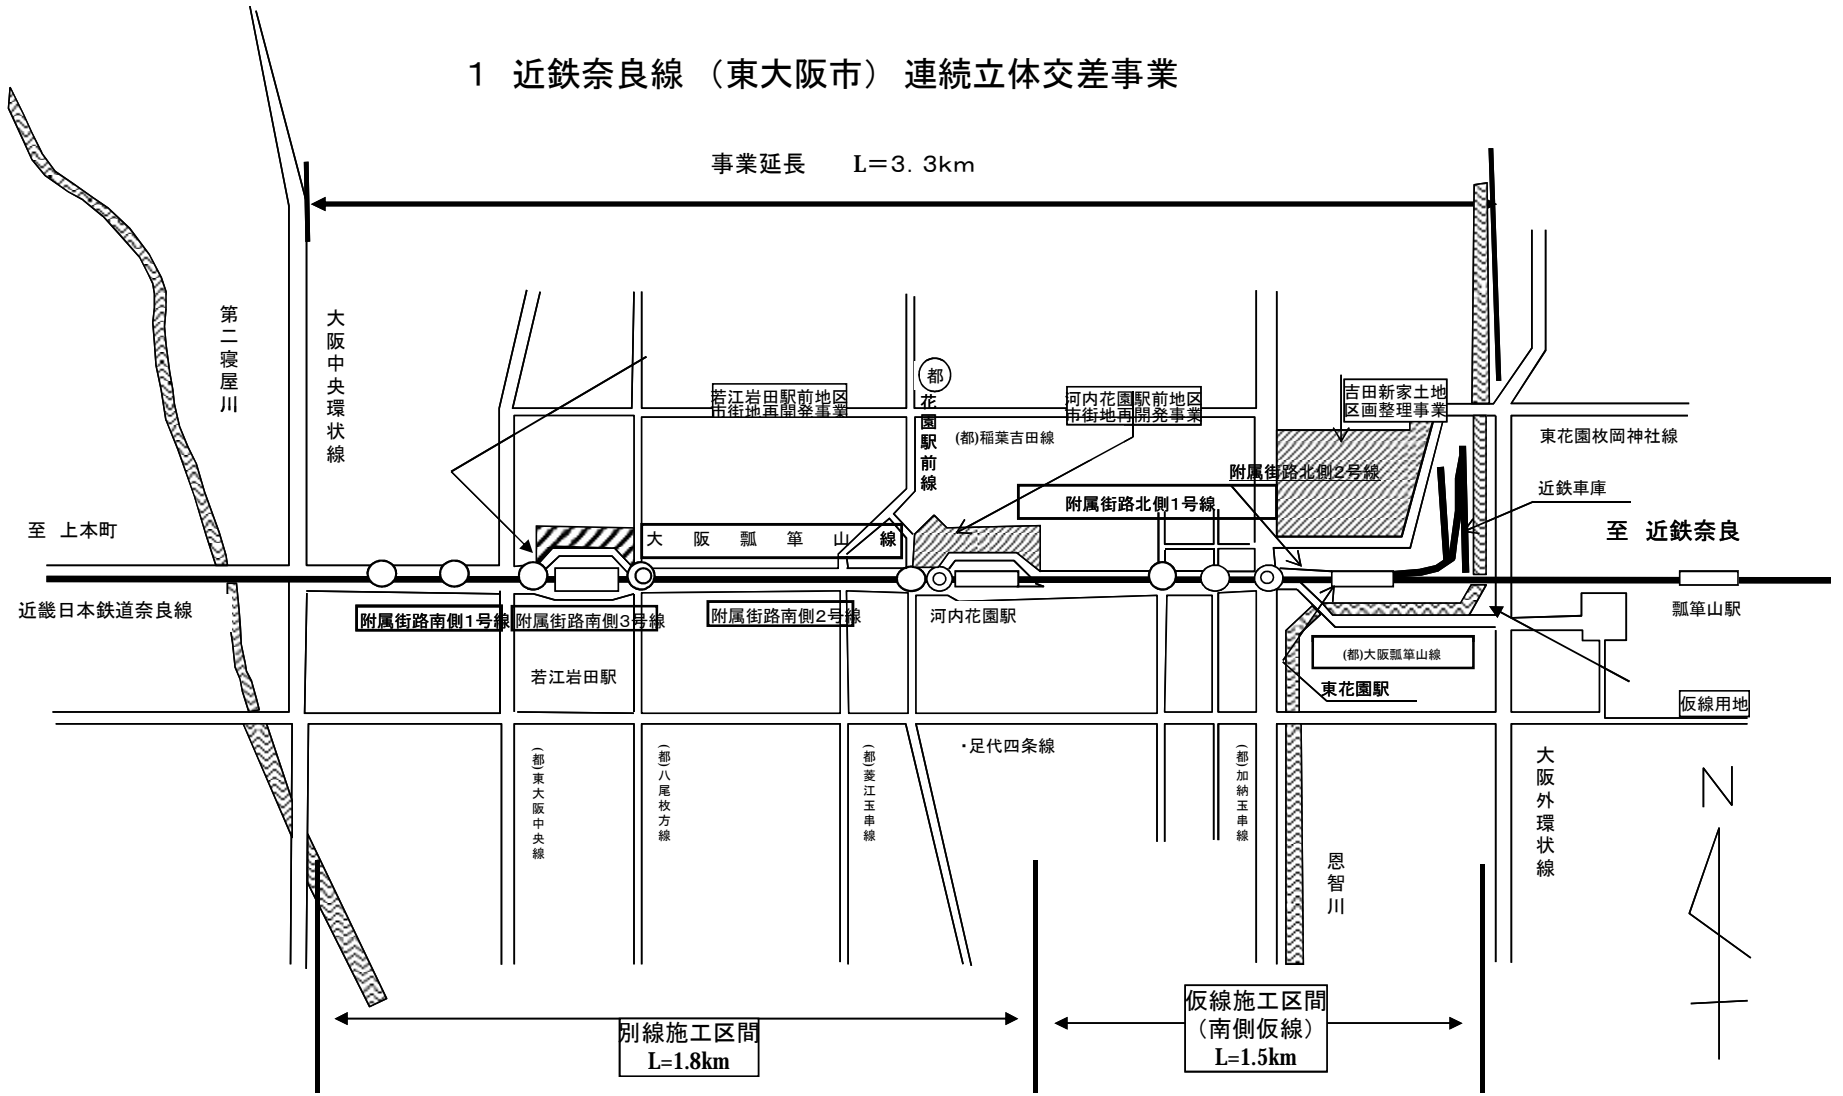 1 近鉄奈良線 （東大阪市） 連続立体交差事業
事業延長 L＝3．3km
第二寝屋川
大阪中央環状線
若江岩田駅前地区
市街地再開発事業
都
花園駅前線
(都)稲葉吉田線
河内花園駅前地区
市街地再開発事業
吉田新家土地
区画整理事業
東花園枚岡神社線
附属街路北側2号線
附属街路北側1号線
近鉄車庫
至 上本町
大阪瓢箪山線
至 近鉄奈良
近畿日本鉄道奈良線
附属街路南側1号線
附属街路南側3号線
附属街路南側2号線
河内花園駅
瓢箪山駅
(都)大阪瓢箪山線
若江岩田駅
東花園駅
仮線用地
・足代四条線
(都)東大阪中央線
(都)八尾枚方線
(都)菱江玉串線
(都)加納玉串線
大阪外環状線
恩智川
N
別線施工区間
L=1.8km
仮線施工区間
（南側仮線）
L=1.5km